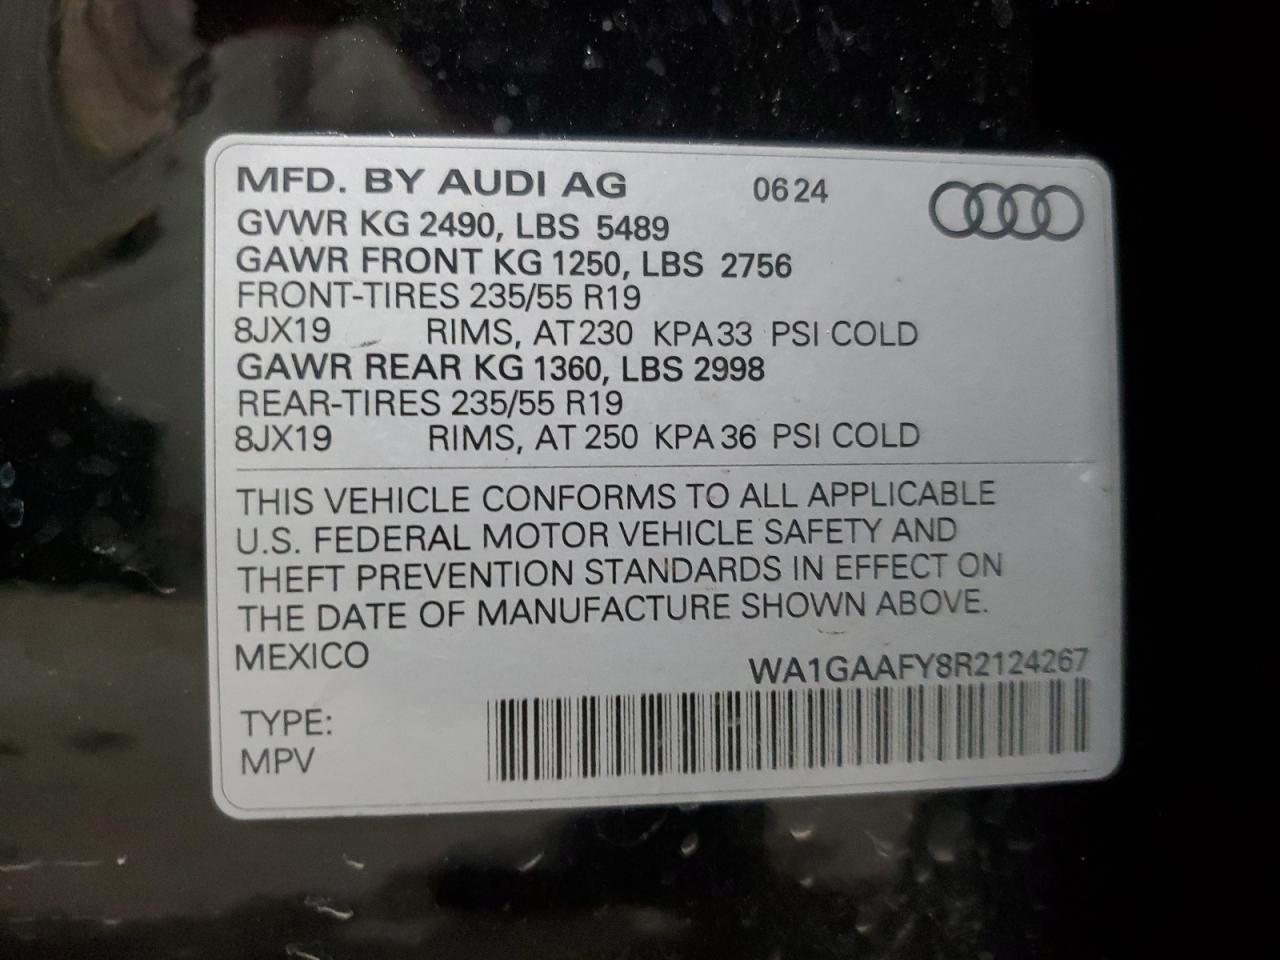 MFD. BY AUDI AG 0624
GVWR KG 2490, LBS 5489
GAWR FRONT KG 1250, LBS 2756
FRONT-TIRES 235/55 R19
8JX19 RIMS, AT 230 KPA 33 PSI COLD
GAWR REAR KG 1360, LBS 2998
REAR-TIRES 235/55 R19
8JX19 RIMS, AT 250 KPA 36 PSI COLD
THIS VEHICLE CONFORMS TO ALL APPLICABLE
U.S. FEDERAL MOTOR VEHICLE SAFETY AND
THEFT PREVENTION STANDARDS IN EFFECT ON
THE DATE OF MANUFACTURE SHOWN ABOVE.
MEXICO WA1GAAFY8R2124267
TYPE:
MPV